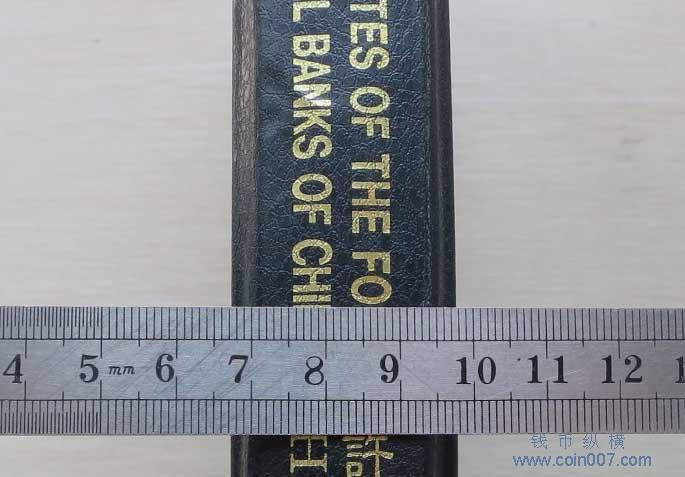 TES OF THE FO
L BANKS OF CHI
H
4 5 mm 6 7 8 9 10 11 12 1
钱币纵横
www.coin007.com